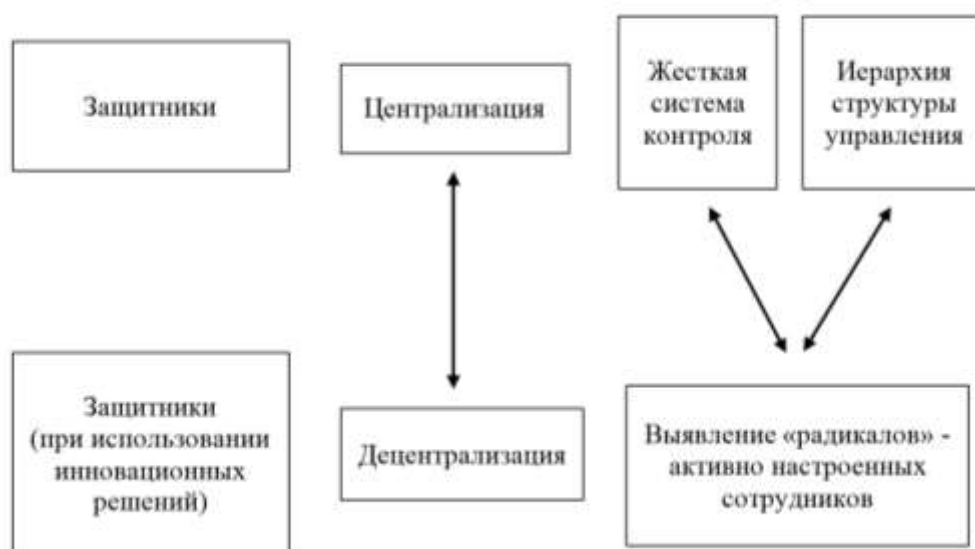 Защитники
Централизация
Жесткая
система
контроля
Иерархия
структуры
управления
Защитники
(при использовании
инновационных
решений)
Децентрализация
Выявление «радикалов» -
активно настроенных
сотрудников